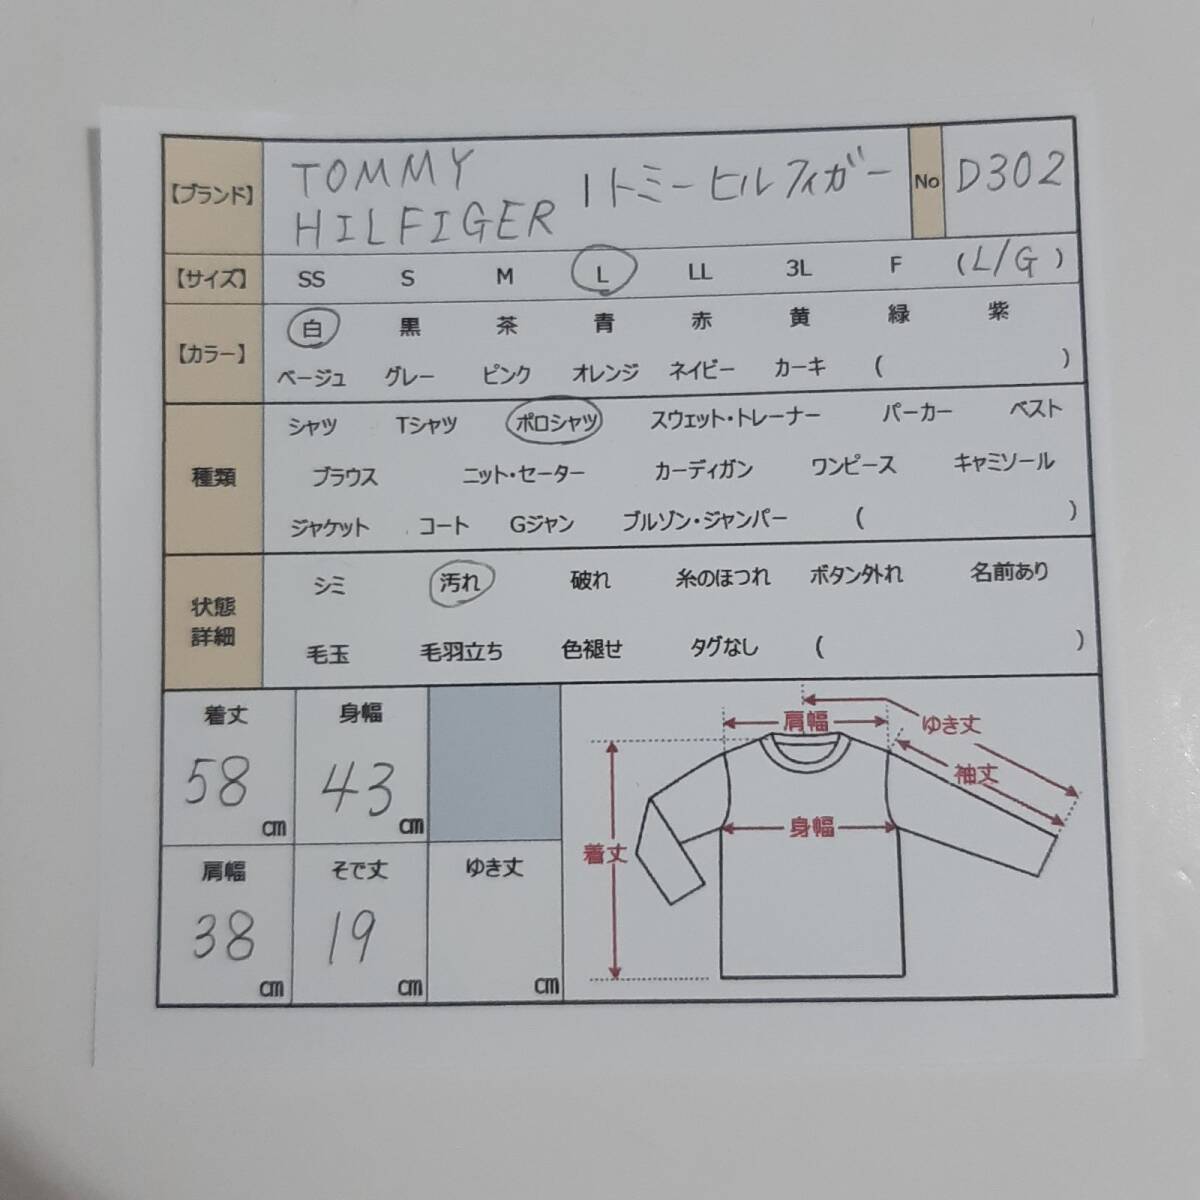 【ブランド】 TOMMY HILFIGER / トミーヒルフィガー No D302
【サイズ】 SS S M L LL 3L F (L/G)
【カラー】 白 黒 茶 青 赤 黄 緑 紫
ベージュ グレー ピンク オレンジ ネイビー カーキ ( )
種類 シャツ Tシャツ ポロシャツ スウェット・トレーナー パーカー ベスト
ブラウス ニット・セーター カーディガン ワンピース キャミソール
ジャケット コート Gジャン ブルゾン・ジャンパー ( )
状態詳細 シミ 汚れ 破れ 糸のほつれ ボタン外れ 名前あり
毛玉 毛羽立ち 色褪せ タグなし ( )
着丈 身幅
58 cm 43 cm
肩幅 そで丈 ゆき丈
38 cm 19 cm cm
肩幅 ゆき丈
袖丈
身幅
着丈